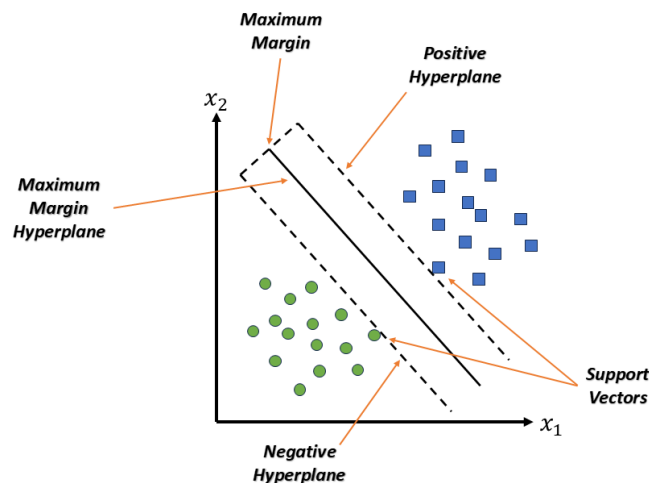 Maximum
Margin
Positive
Hyperplane
x₂
Maximum
Margin
Hyperplane
Support
Vectors
x₁
Negative
Hyperplane